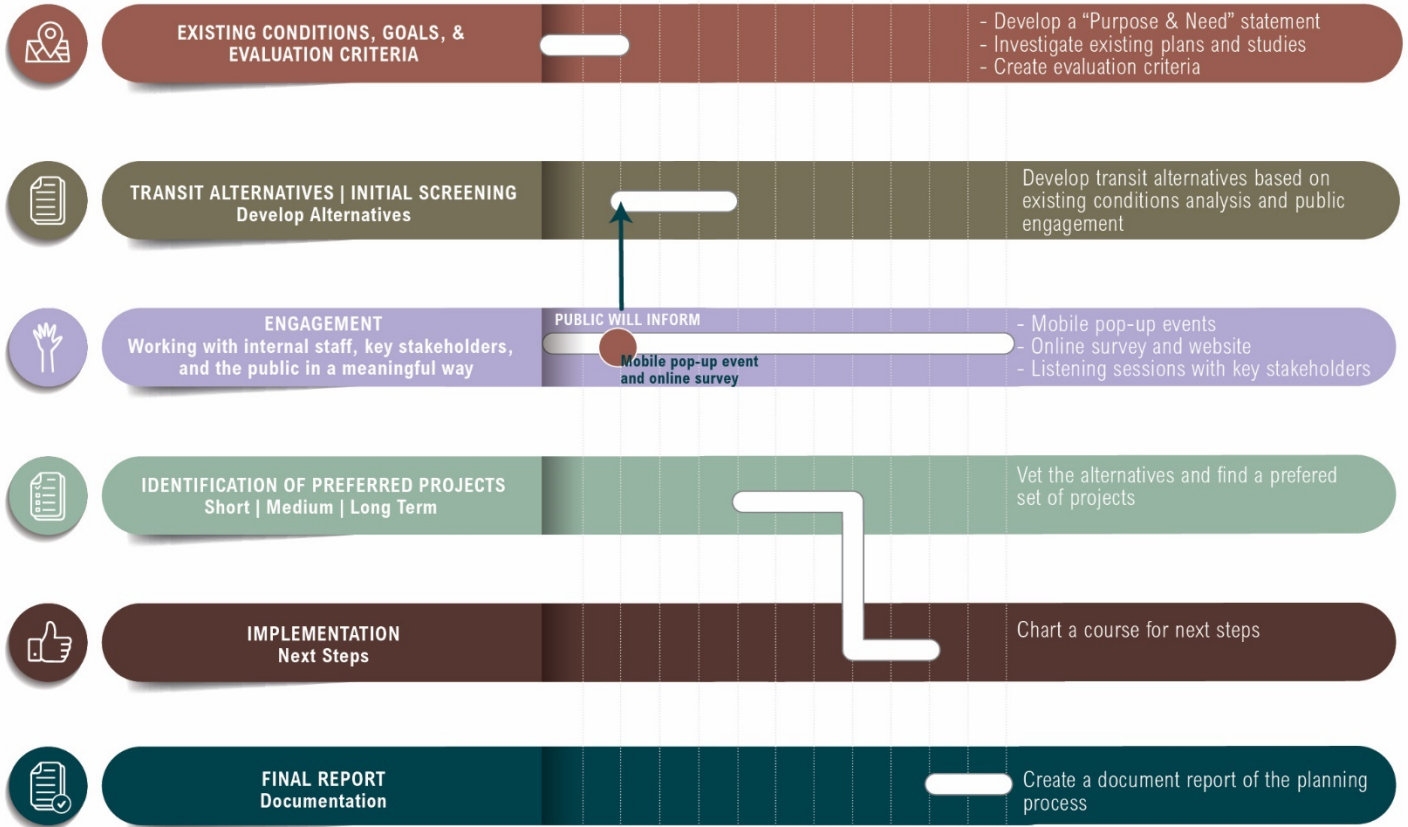 EXISTING CONDITIONS, GOALS, &
EVALUATION CRITERIA
- Develop a “Purpose & Need” statement
- Investigate existing plans and studies
- Create evaluation criteria
TRANSIT ALTERNATIVES | INITIAL SCREENING
Develop Alternatives
Develop transit alternatives based on
existing conditions analysis and public
engagement
ENGAGEMENT
Working with internal staff, key stakeholders,
and the public in a meaningful way
PUBLIC WILL INFORM
Mobile pop-up event
and online survey
- Mobile pop-up events
- Online survey and website
- Listening sessions with key stakeholders
IDENTIFICATION OF PREFERRED PROJECTS
Short | Medium | Long Term
Vet the alternatives and find a prefered
set of projects
IMPLEMENTATION
Next Steps
Chart a course for next steps
FINAL REPORT
Documentation
Create a document report of the planning
process